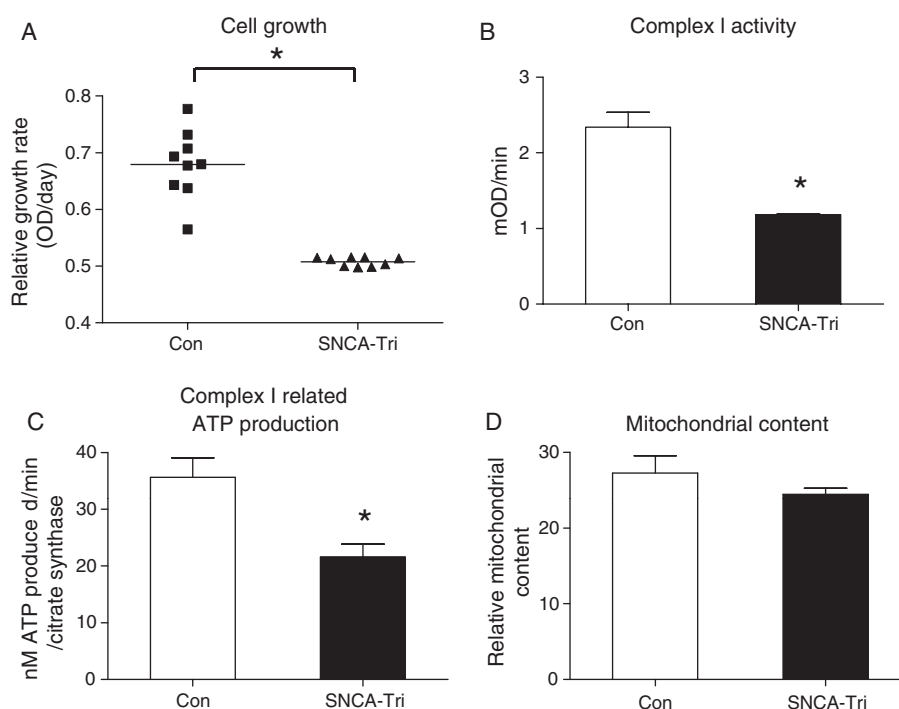 A
Cell growth
*
Relative growth rate
(OD/day)
0.8
0.7
0.6
0.5
0.4
Con
SNCA-Tri
B
Complex I activity
mOD/min
3
2
1
0
*
Con
SNCA-Tri
C
Complex I related
ATP production
nM ATP produce d/min
/citrate synthase
40
30
20
10
0
*
Con
SNCA-Tri
D
Mitochondrial content
Relative mitochondrial
content
30
20
10
0
Con
SNCA-Tri